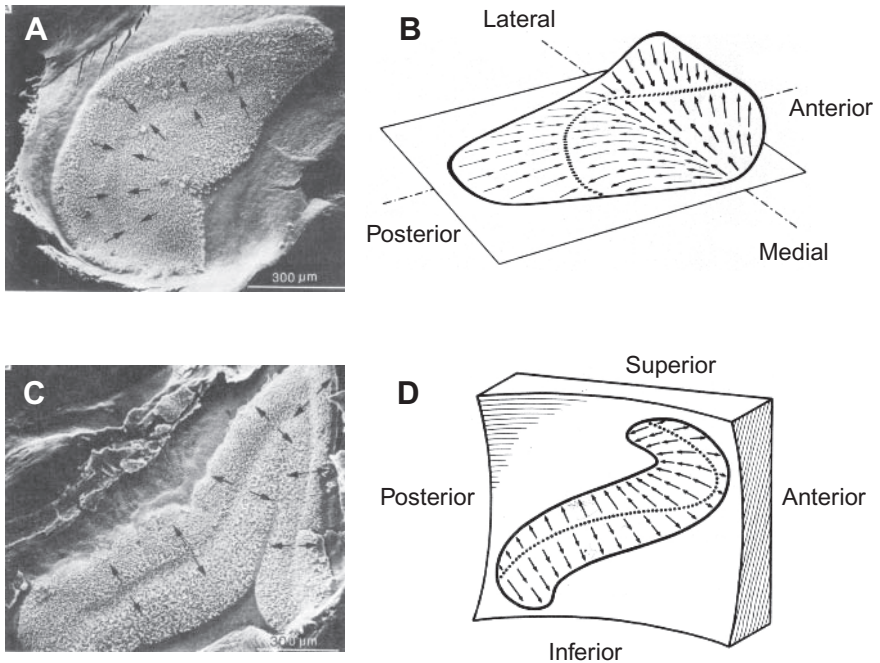 A
300 µm
B
Lateral
Anterior
Posterior
Medial
C
300 µm
D
Superior
Posterior
Anterior
Inferior